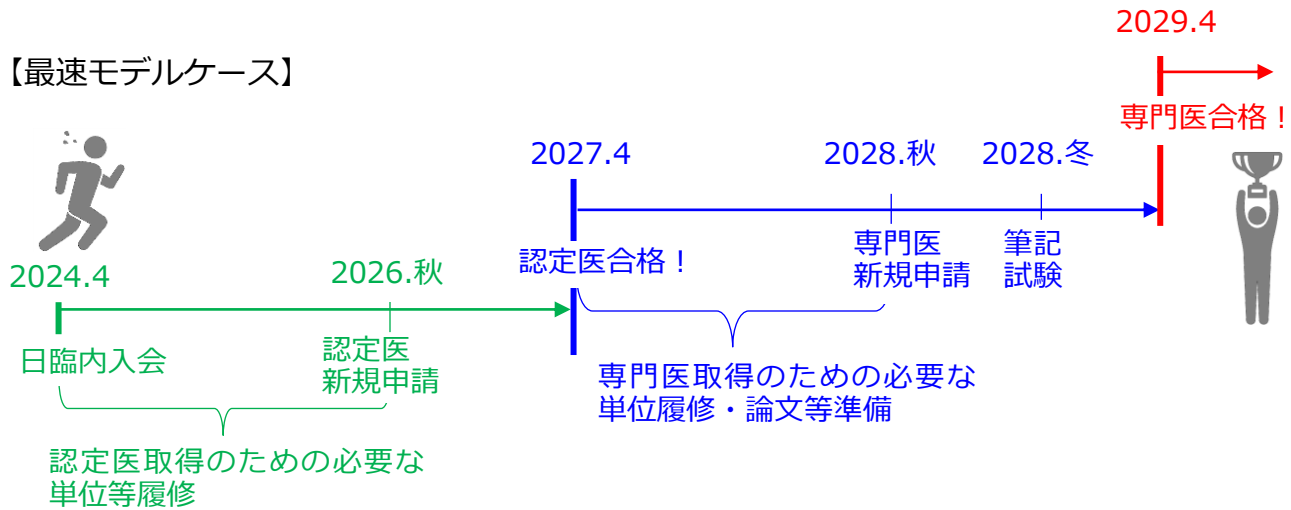 【最速モデルケース】
2029.4
専門医合格！
2027.4
2028.秋
2028.冬
認定医合格！
専門医
新規申請
筆記
試験
2024.4
2026.秋
日臨内入会
認定医
新規申請
専門医取得のための必要な
単位履修・論文等準備
認定医取得のための必要な
単位等履修